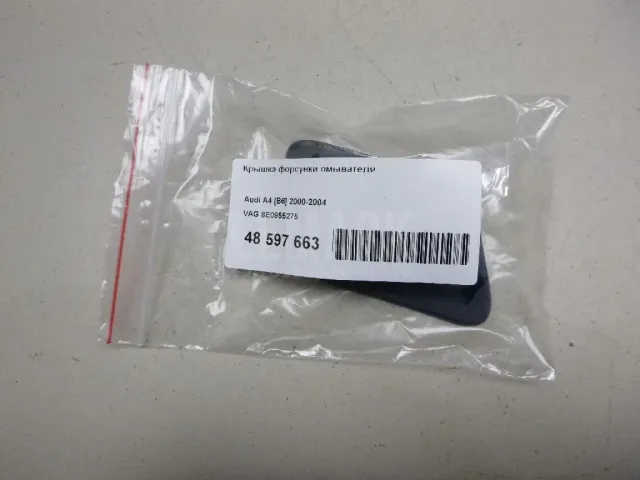 Крышка форсунки омывателя
Audi A4 [B6] 2000-2004
VAG 8E0955275
48 597 663